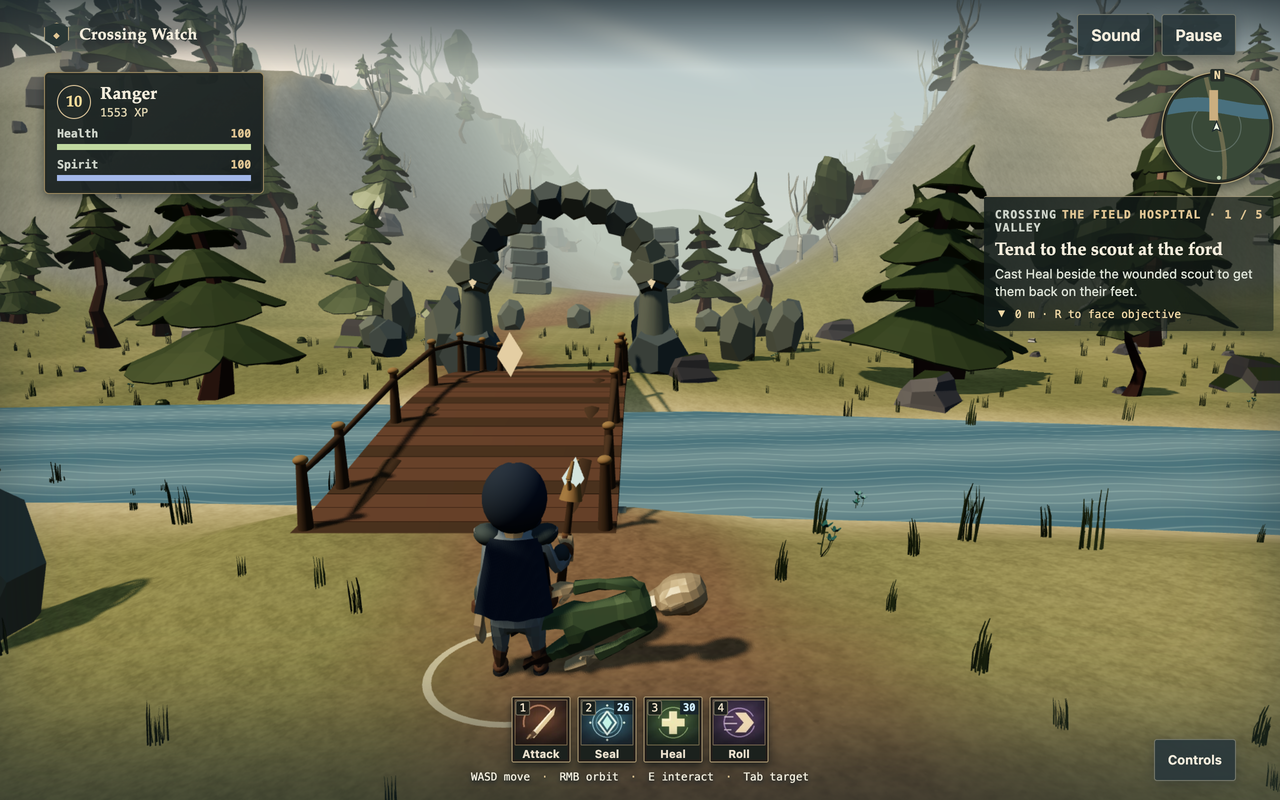 Crossing Watch
Sound
Pause
N
10
Ranger
1553 XP
Health 100
Spirit 100
CROSSING VALLEY
THE FIELD HOSPITAL · 1 / 5
Tend to the scout at the ford
Cast Heal beside the wounded scout to get
them back on their feet.
▼ 0 m · R to face objective
1
Attack
2 26
Seal
3 30
Heal
4
Roll
WASD move · RMB orbit · E interact · Tab target
Controls